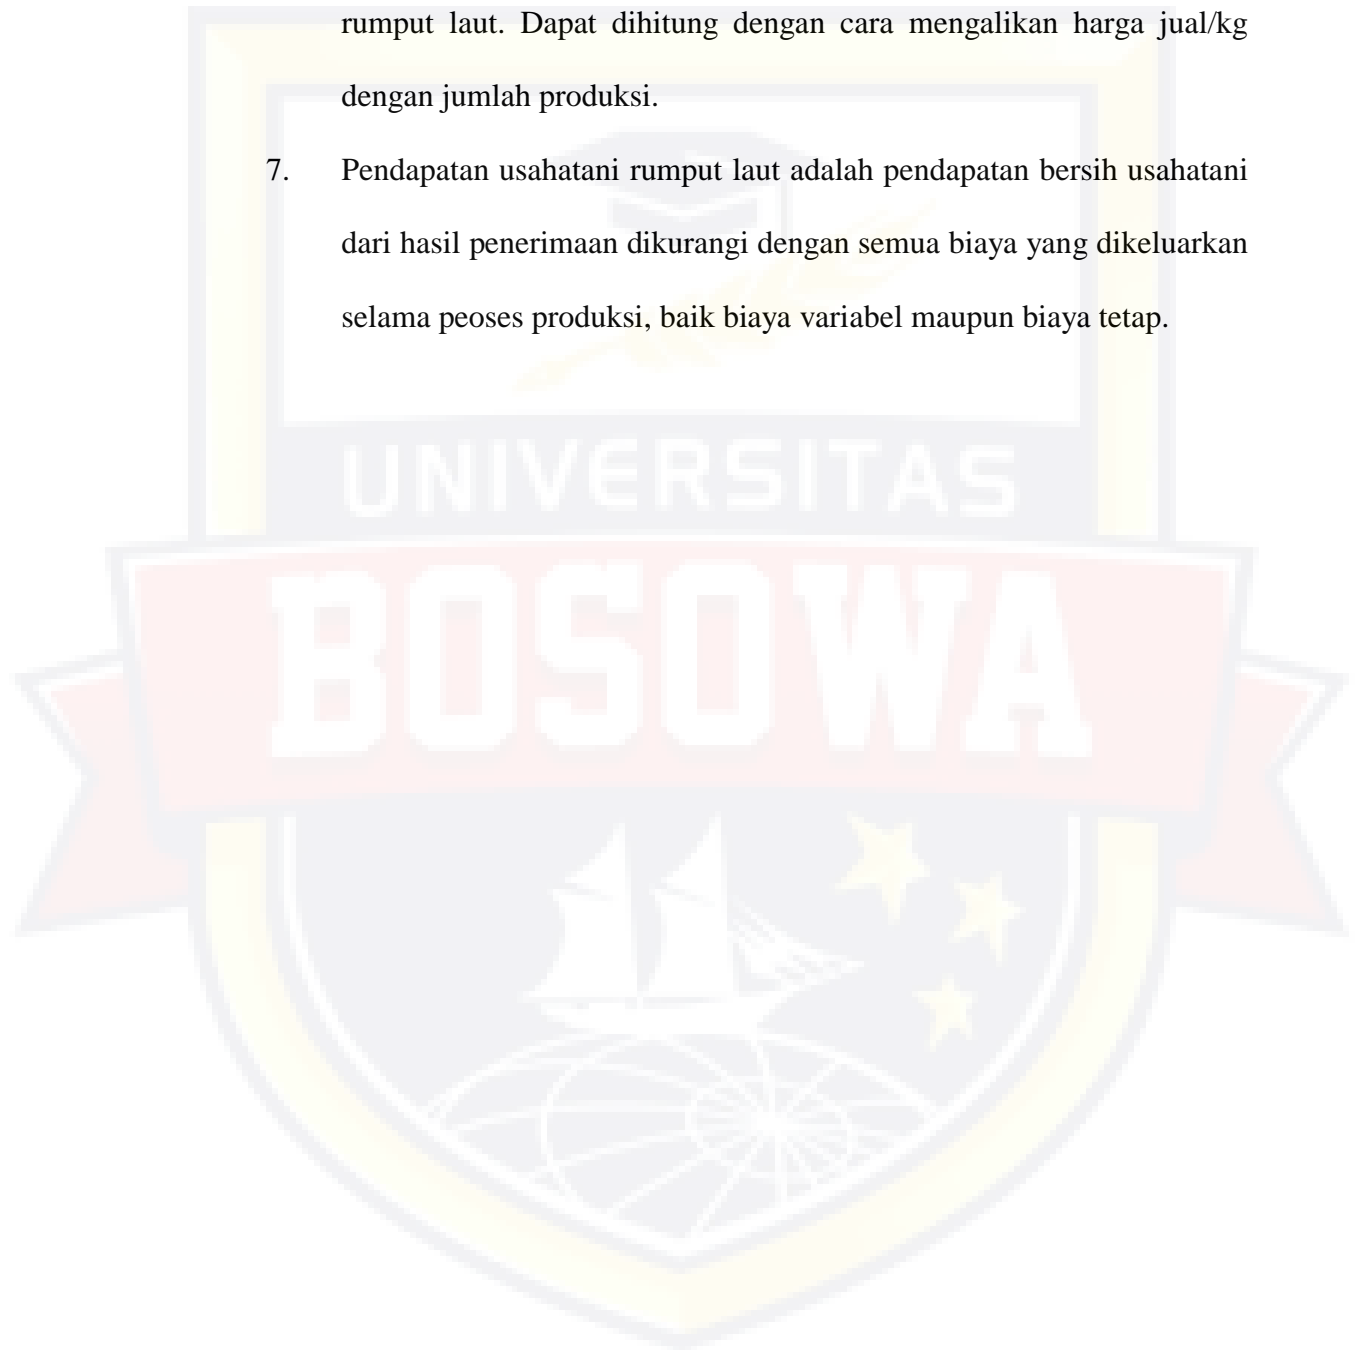 rumput laut. Dapat dihitung dengan cara mengalikan harga jual/kg
dengan jumlah produksi.
7. Pendapatan usahatani rumput laut adalah pendapatan bersih usahatani
dari hasil penerimaan dikurangi dengan semua biaya yang dikeluarkan
selama peoses produksi, baik biaya variabel maupun biaya tetap.
UNIVERSITAS
BOSOWA